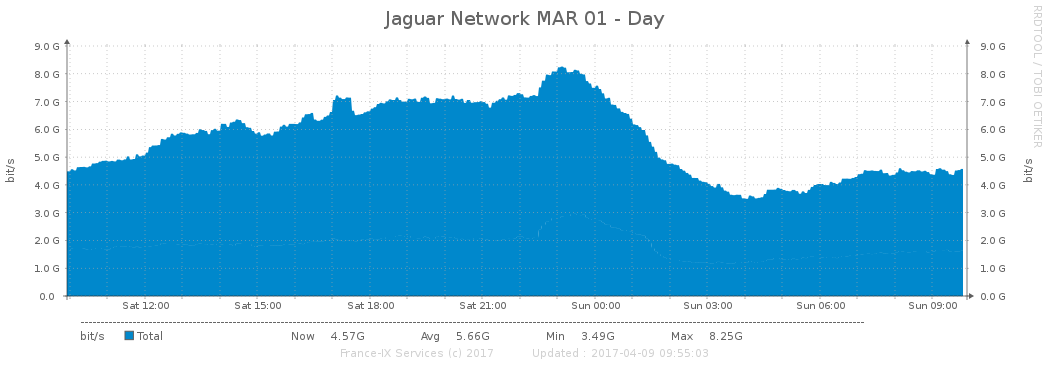 Jaguar Network MAR 01 - Day
RRDTOOL / TOBI OETIKER
bit/s
9.0 G 9.0 G
8.0 G 8.0 G
7.0 G 7.0 G
6.0 G 6.0 G
5.0 G 5.0 G
4.0 G 4.0 G
3.0 G 3.0 G
2.0 G 2.0 G
1.0 G 1.0 G
0.0 0.0 G
bit/s
Sat 12:00 Sat 15:00 Sat 18:00 Sat 21:00 Sun 00:00 Sun 03:00 Sun 06:00 Sun 09:00
bit/s Total Now 4.57G Avg 5.66G Min 3.49G Max 8.25G
France-IX Services (c) 2017 Updated : 2017-04-09 09:55:03